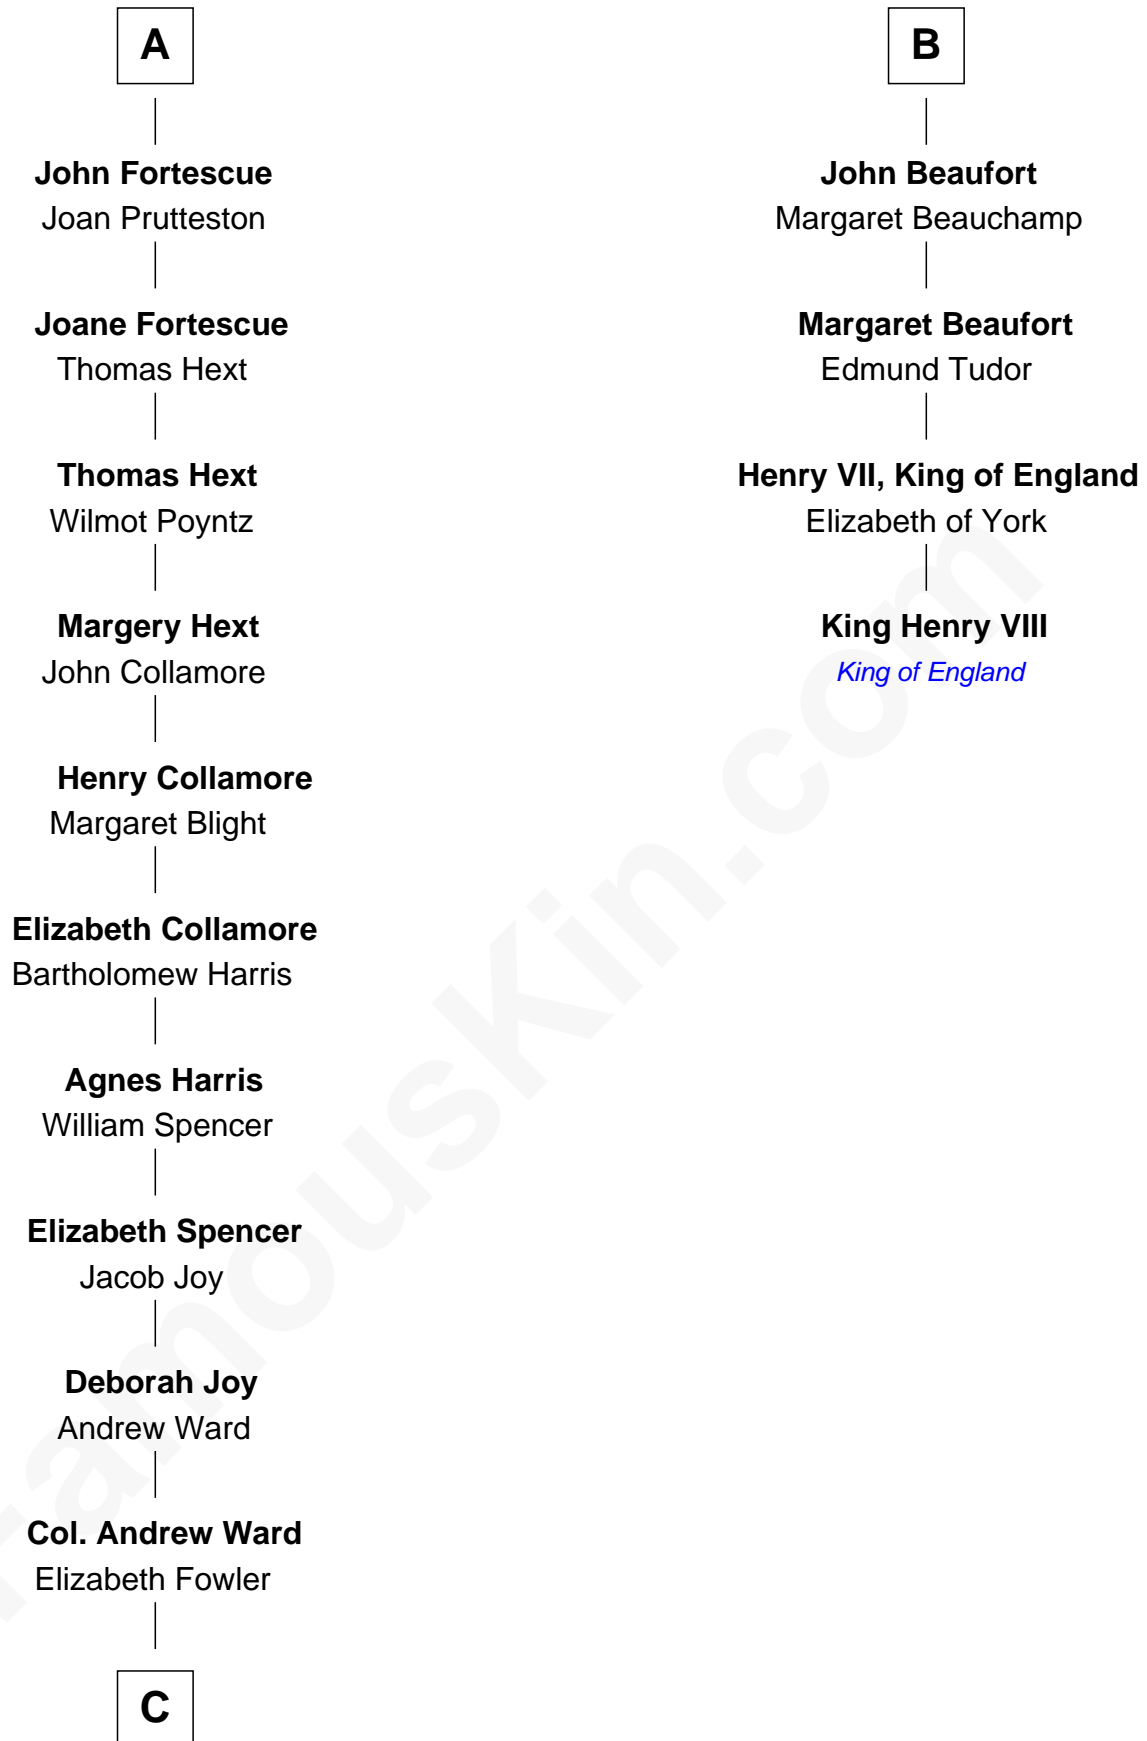 A
John Fortescue
Joan Prutteston
Joane Fortescue
Thomas Hext
Thomas Hext
Wilmot Poyntz
Margery Hext
John Collamore
Henry Collamore
Margaret Blight
Elizabeth Collamore
Bartholomew Harris
Agnes Harris
William Spencer
Elizabeth Spencer
Jacob Joy
Deborah Joy
Andrew Ward
Col. Andrew Ward
Elizabeth Fowler
C
B
John Beaufort
Margaret Beauchamp
Margaret Beaufort
Edmund Tudor
Henry VII, King of England
Elizabeth of York
King Henry VIII
King of England
FamousKin.com